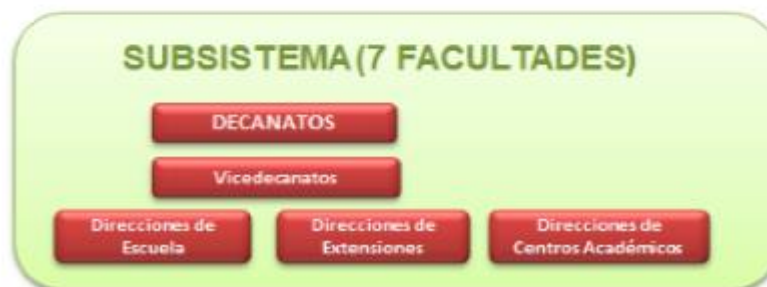 SUBSISTEMA (7 FACULTADES)
DECANATOS
Vicedecanatos
Direcciones de
Escuela
Direcciones de
Extensiones
Direcciones de
Centros Académicos